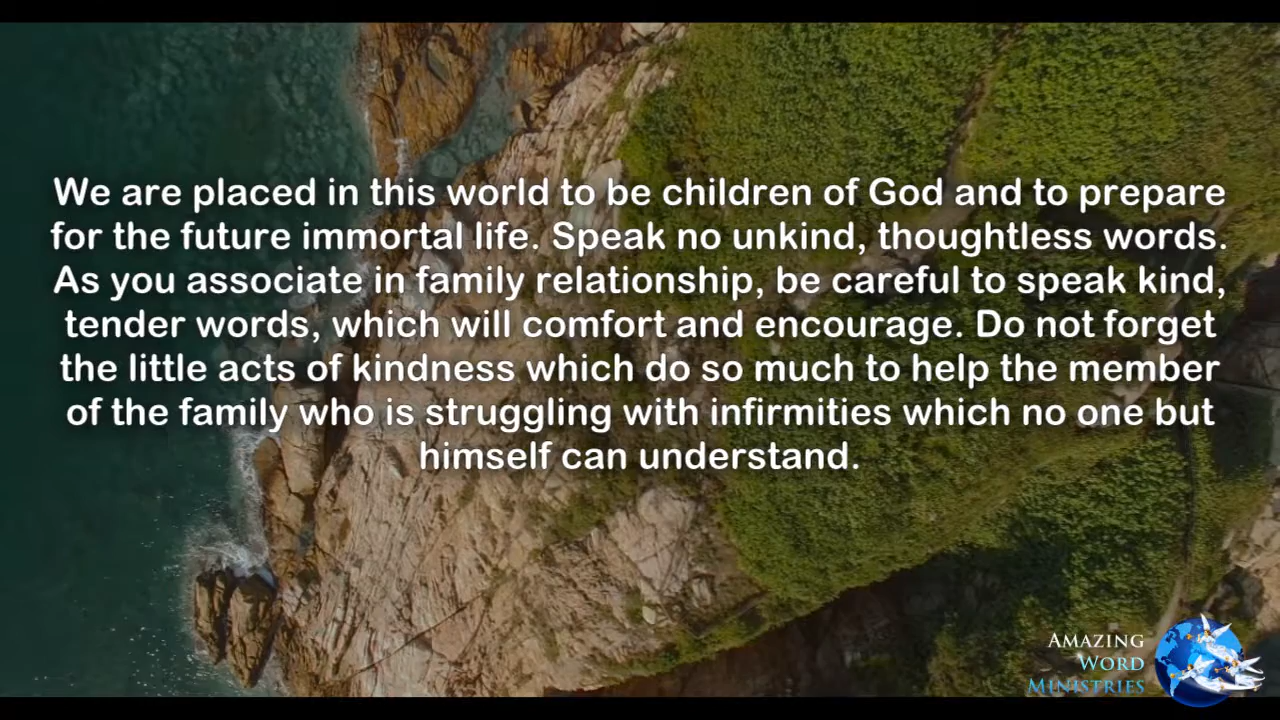 We are placed in this world to be children of God and to prepare
for the future immortal life. Speak no unkind, thoughtless words.
As you associate in family relationship, be careful to speak kind,
tender words, which will comfort and encourage. Do not forget
the little acts of kindness which do so much to help the member
of the family who is struggling with infirmities which no one but
himself can understand.
AMAZING
WORD
MINISTRIES